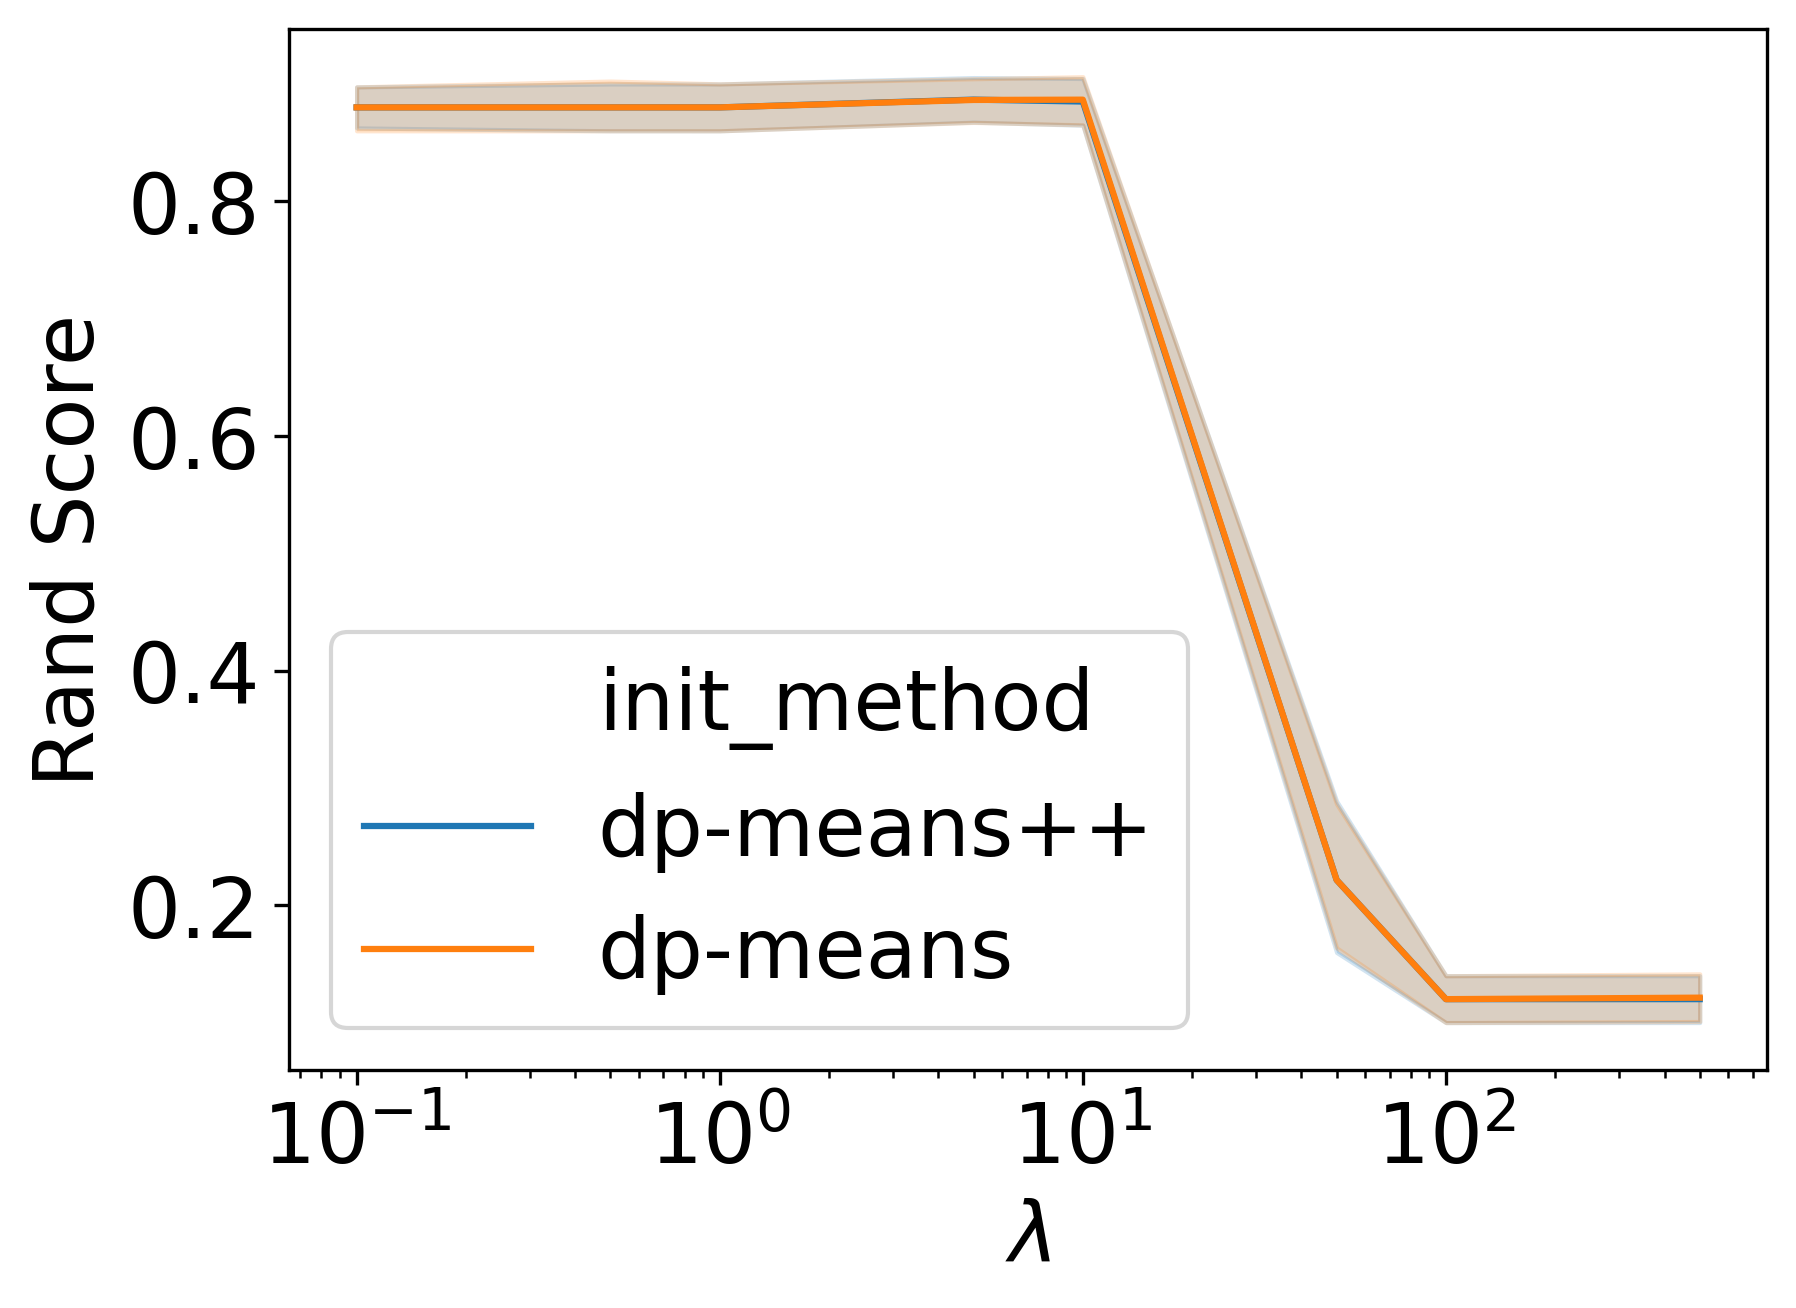 Rand Score
0.8
0.6
0.4
0.2
init_method
dp-means++
dp-means
10⁻¹ 10⁰ 10¹ 10²
λ